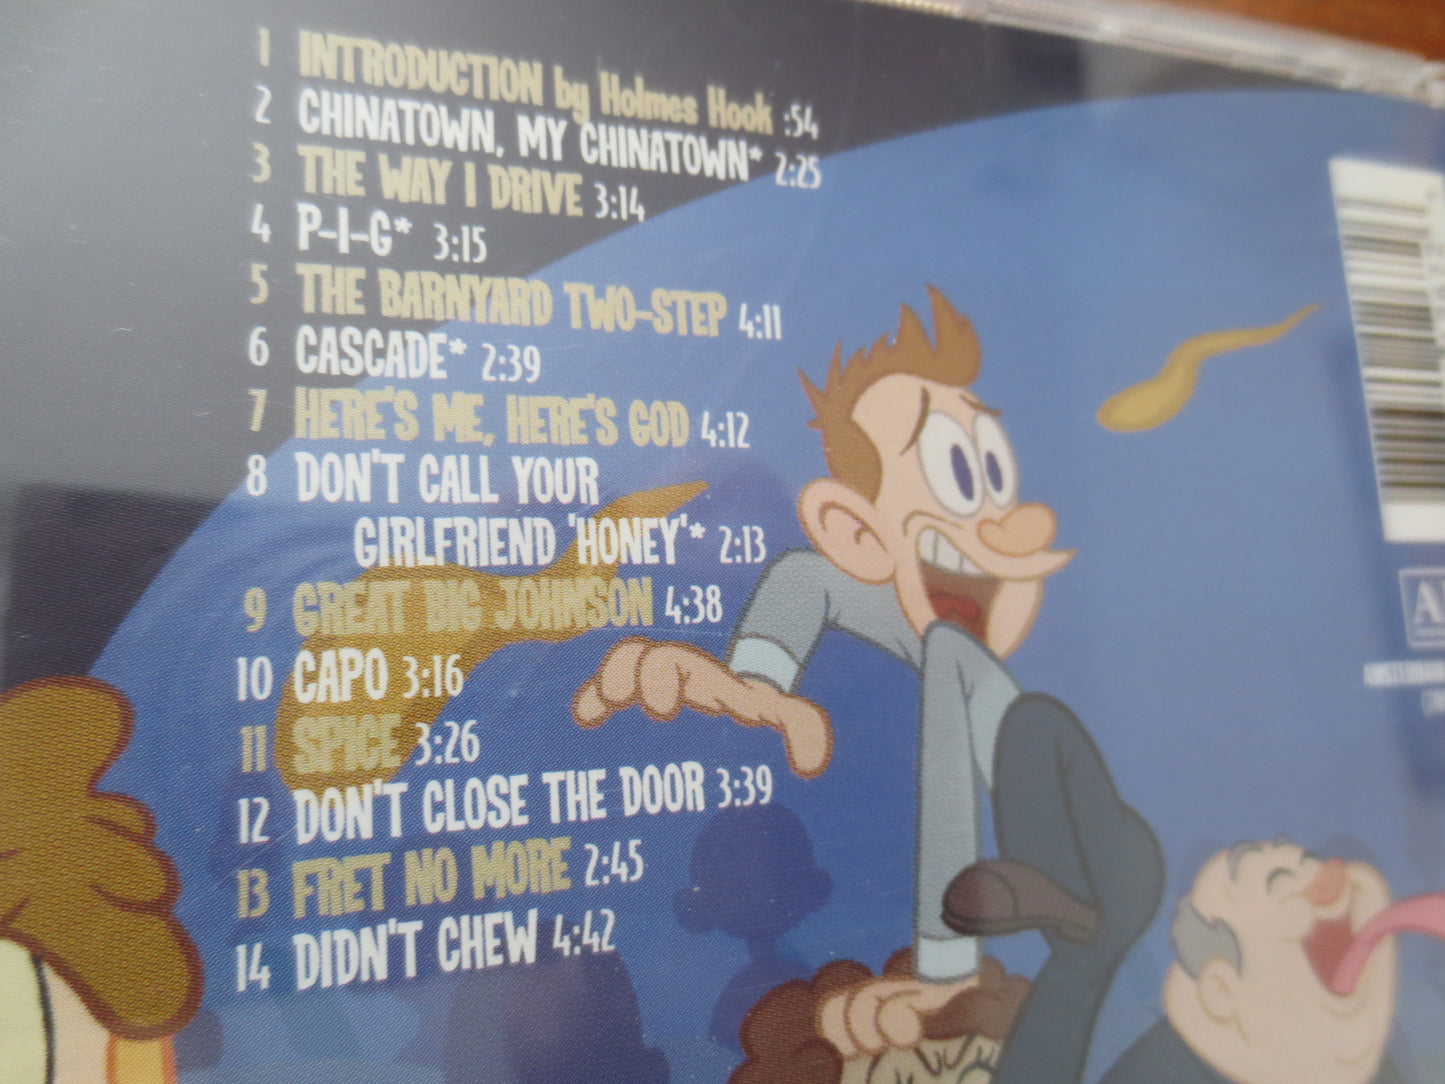 1 INTRODUCTION by Holmes Hook :54
2 CHINATOWN, MY CHINATOWN* 2:25
3 THE WAY I DRIVE 3:14
4 P-I-G* 3:15
5 THE BARNYARD TWO-STEP 4:11
6 CASCADE* 2:39
7 HERE'S ME, HERE'S GOD 4:12
8 DON'T CALL YOUR
GIRLFRIEND 'HONEY'* 2:13
9 GREAT BIG JOHNSON 4:38
10 CAPO 3:16
11 SPICE 3:26
12 DON'T CLOSE THE DOOR 3:39
13 FRET NO MORE 2:45
14 DIDN'T CHEW 4:42